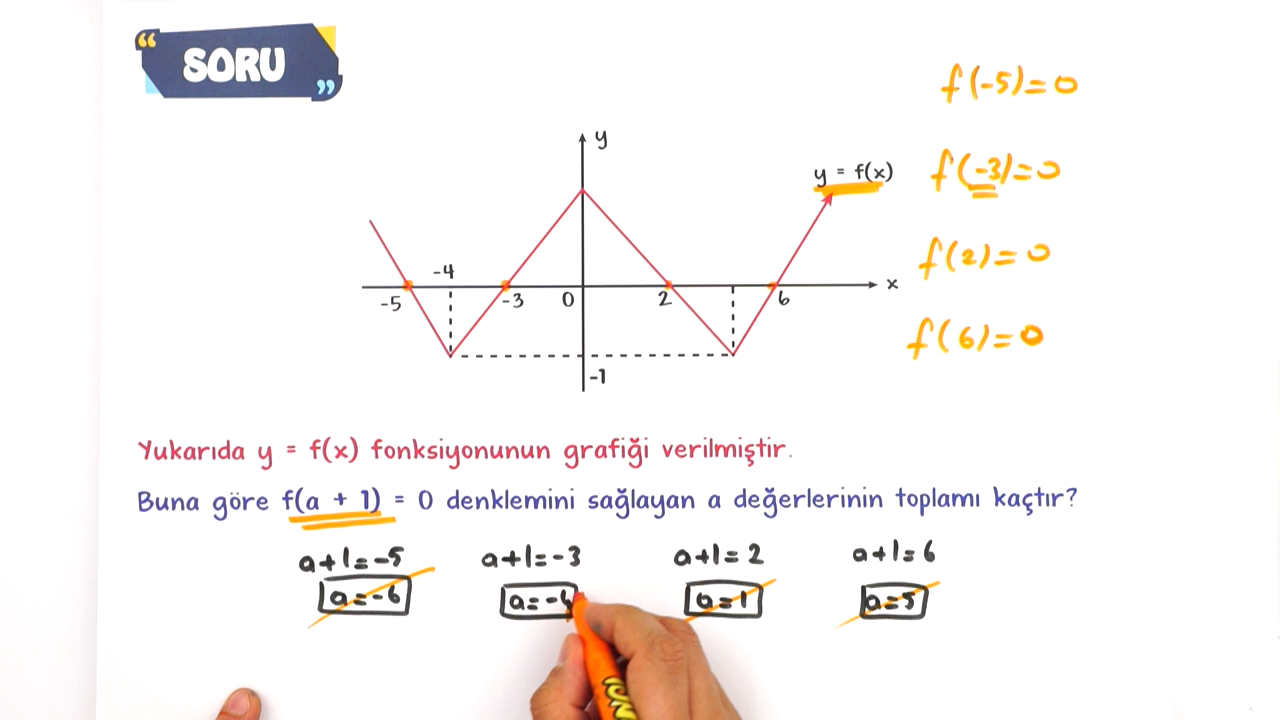 SORU
f(-5)=0
y
y = f(x)
f(-3)=0
-4
f(2)=0
x
-5
-3
0
2
6
f(6)=0
-1
Yukarıda y = f(x) fonksiyonunun grafiği verilmiştir.
Buna göre f(a + 1) = 0 denklemini sağlayan a değerlerinin toplamı kaçtır?
a+1=-5 a+1=-3 a+1=2 a+1=6
a=-6 a=-4 a=1 a=5